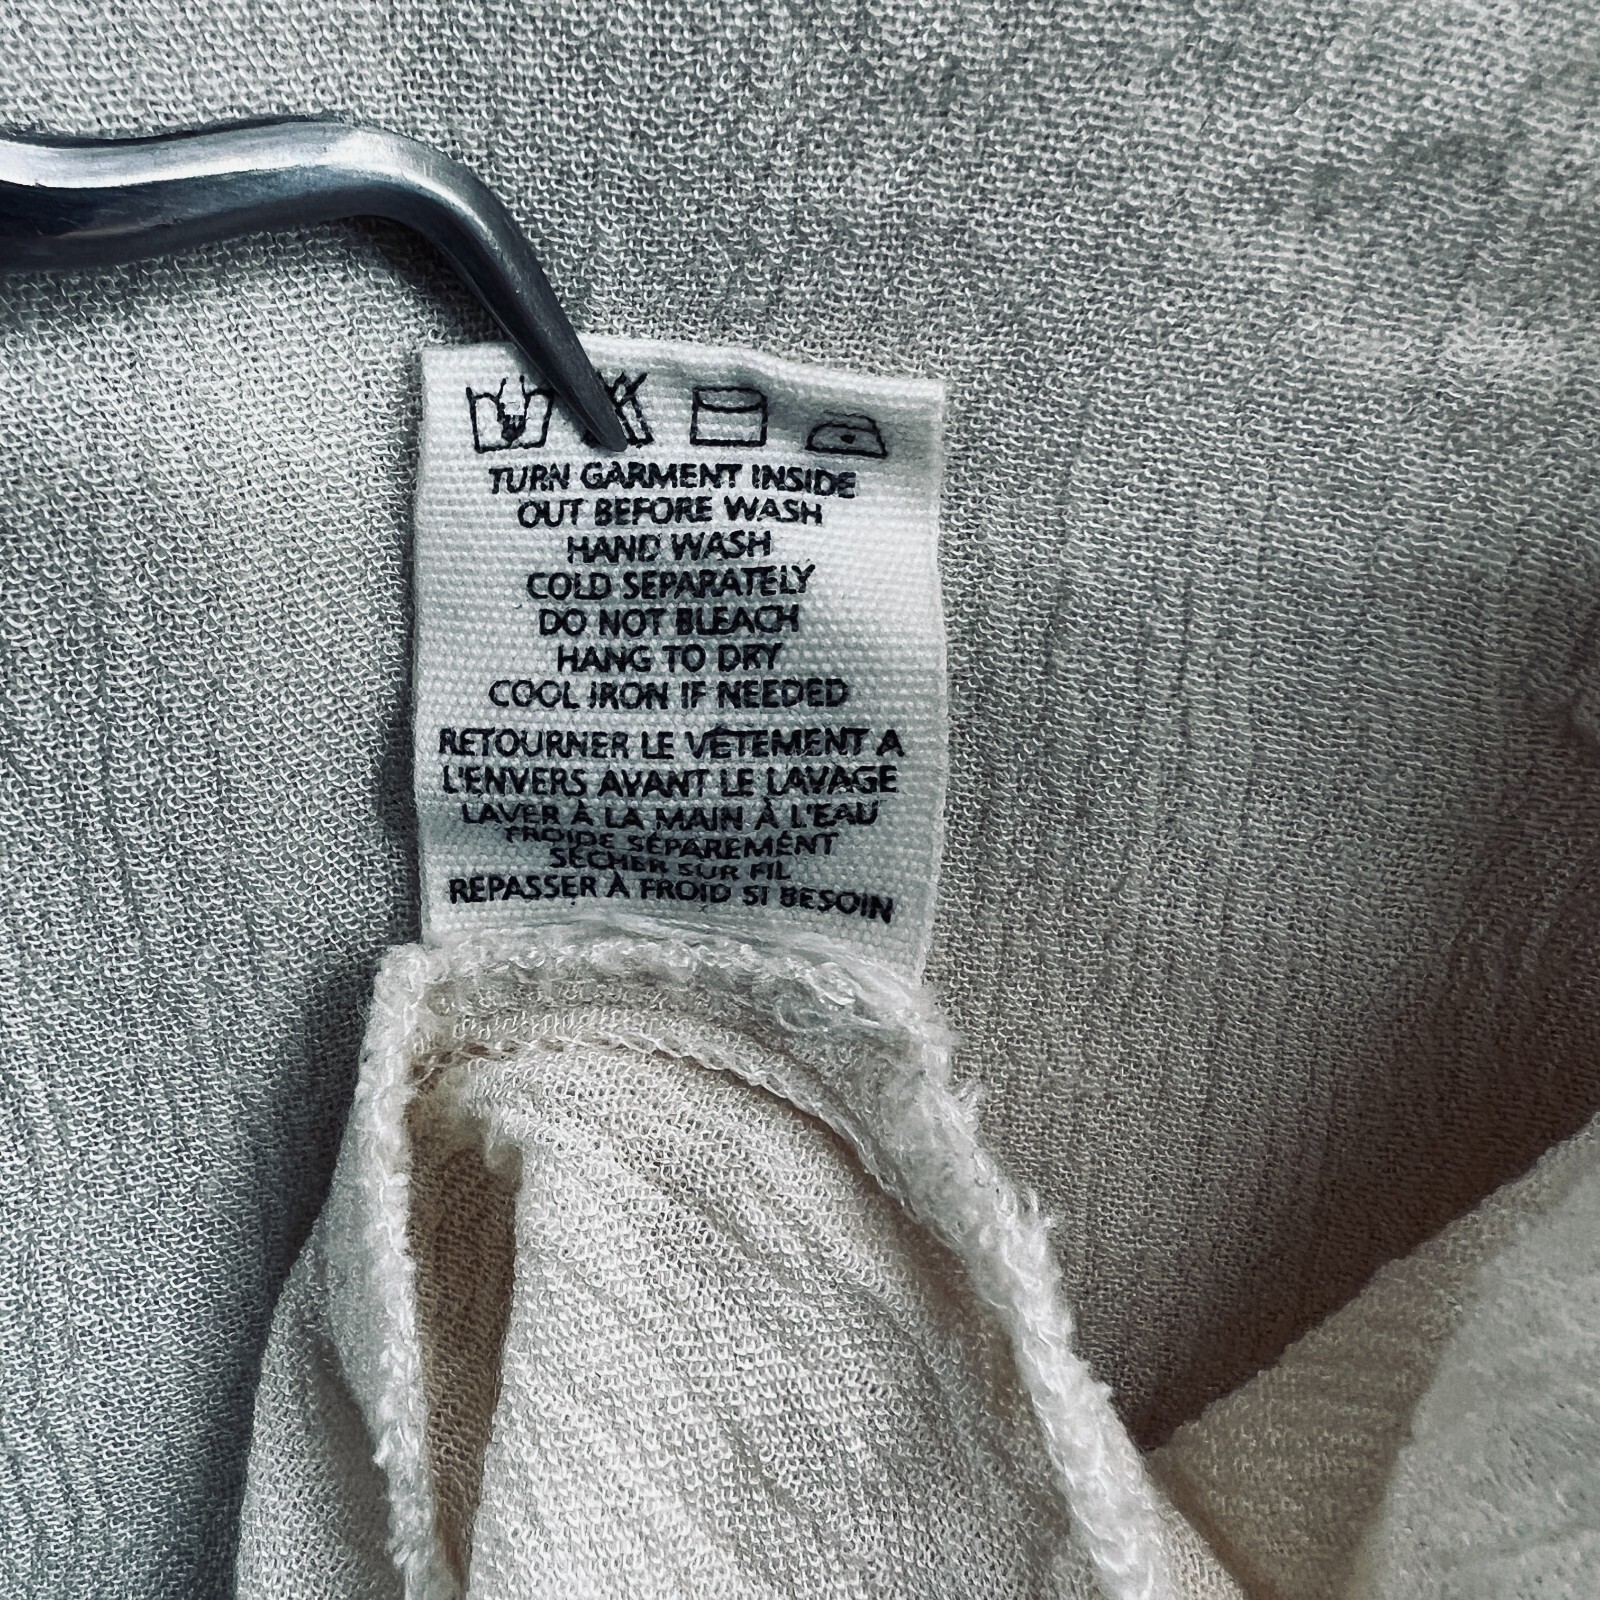 TURN GARMENT INSIDE
OUT BEFORE WASH
HAND WASH
COLD SEPARATELY
DO NOT BLEACH
HANG TO DRY
COOL IRON IF NEEDED
RETOURNER LE VÊTEMENT A
L'ENVERS AVANT LE LAVAGE
LAVER À LA MAIN À L'EAU
FROIDE SÉPAREMENT
SÉCHER SUR FIL
REPASSER À FROID SI BESOIN